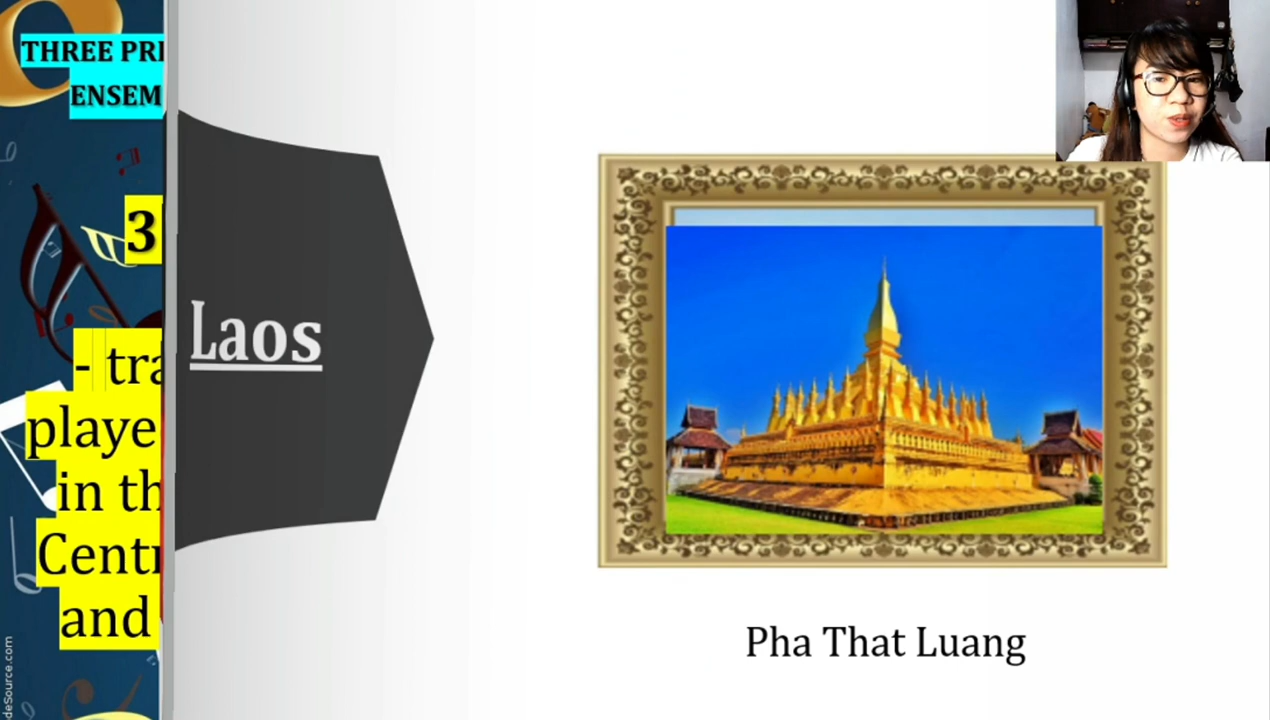 THREE PRI
ENSEM
3
- tra
playe
in th
Centr
and
deSource.com
Laos
Pha That Luang